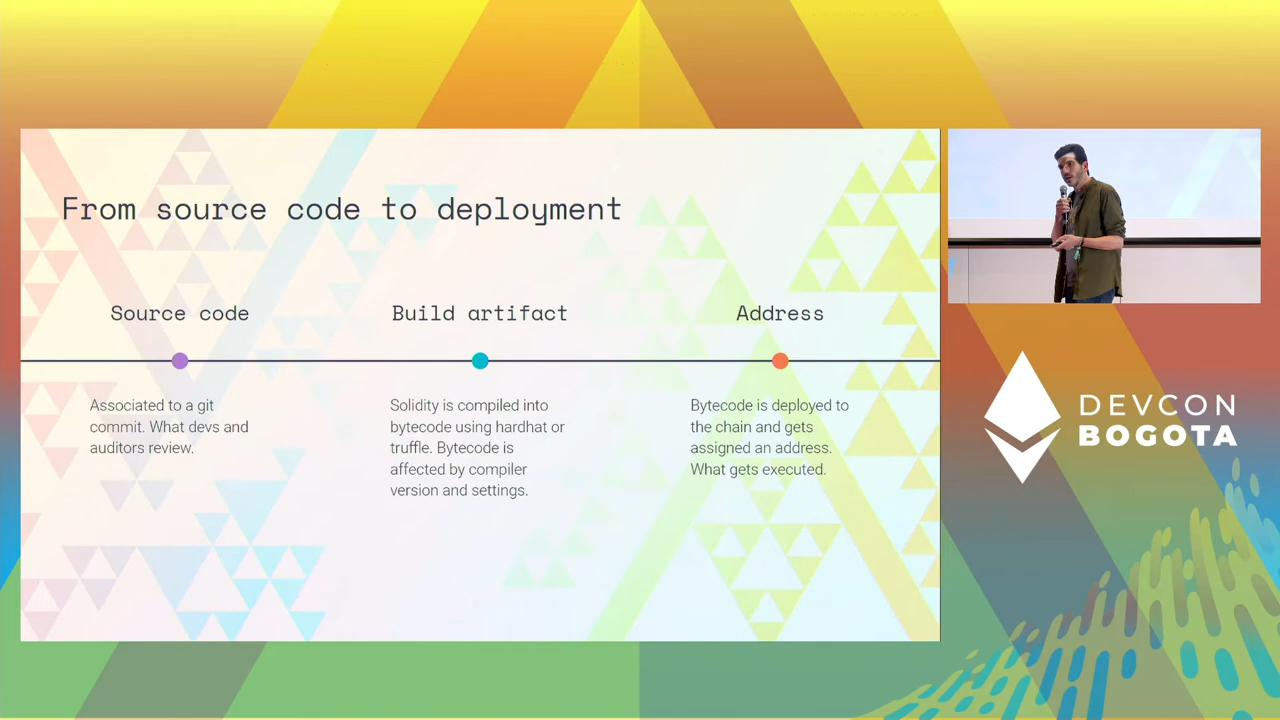 From source code to deployment
Source code
Build artifact
Address
Associated to a git
commit. What devs and
auditors review.
Solidity is compiled into
bytecode using hardhat or
truffle. Bytecode is
affected by compiler
version and settings.
Bytecode is deployed to
the chain and gets
assigned an address.
What gets executed.
DEVCON
BOGOTA